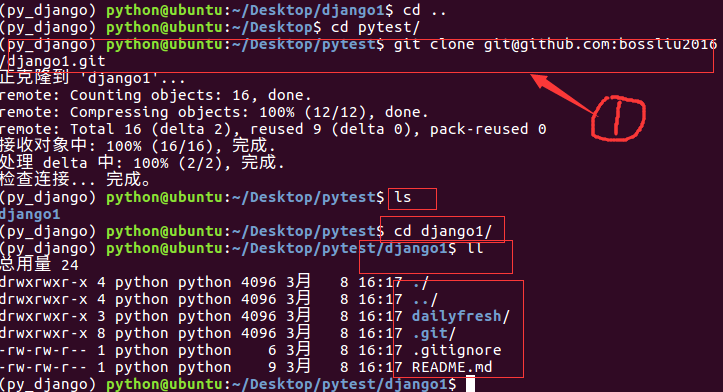 (py_django) python@ubuntu:~/Desktop/django1$ cd ..
(py_django) python@ubuntu:~/Desktop$ cd pytest/
(py_django) python@ubuntu:~/Desktop/pytest$ git clone git@github.com:bossliu2016
/django1.git
正克隆到 'django1'...
remote: Counting objects: 16, done.
remote: Compressing objects: 100% (12/12), done.
remote: Total 16 (delta 2), reused 9 (delta 0), pack-reused 0
接收对象中: 100% (16/16), 完成.
处理 delta 中: 100% (2/2), 完成.
检查连接... 完成。
(py_django) python@ubuntu:~/Desktop/pytest$ ls
django1
(py_django) python@ubuntu:~/Desktop/pytest$ cd django1/
(py_django) python@ubuntu:~/Desktop/pytest/django1$ ll
总用量 24
drwxrwxr-x 4 python python 4096 3月   8 16:17 ./
drwxrwxr-x 4 python python 4096 3月   8 16:17 ../
drwxrwxr-x 3 python python 4096 3月   8 16:17 dailyfresh/
drwxrwxr-x 8 python python 4096 3月   8 16:17 .git/
-rw-rw-r-- 1 python python    6 3月   8 16:17 .gitignore
-rw-rw-r-- 1 python python    9 3月   8 16:17 README.md
(py_django) python@ubuntu:~/Desktop/pytest/django1$
1